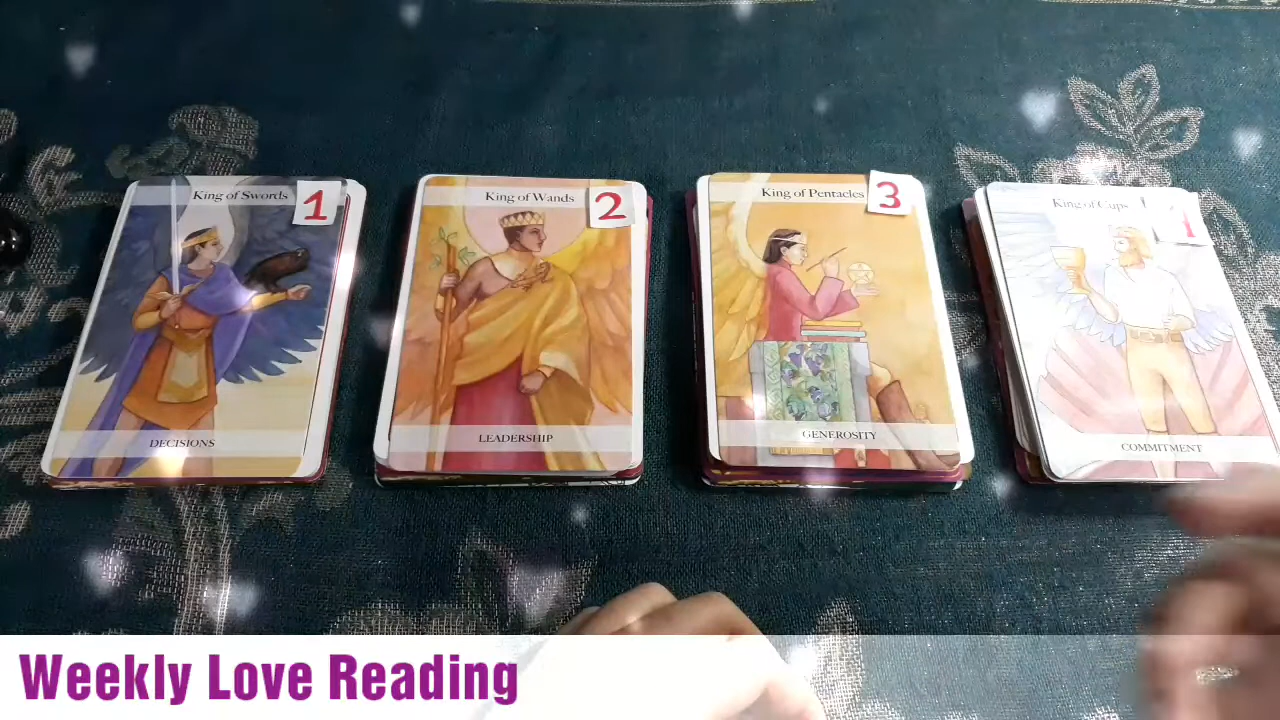 King of Swords
1
King of Wands
2
King of Pentacles
3
King of Cups
DECISIONS
LEADERSHIP
GENEROSITY
COMMITMENT
Weekly Love Reading